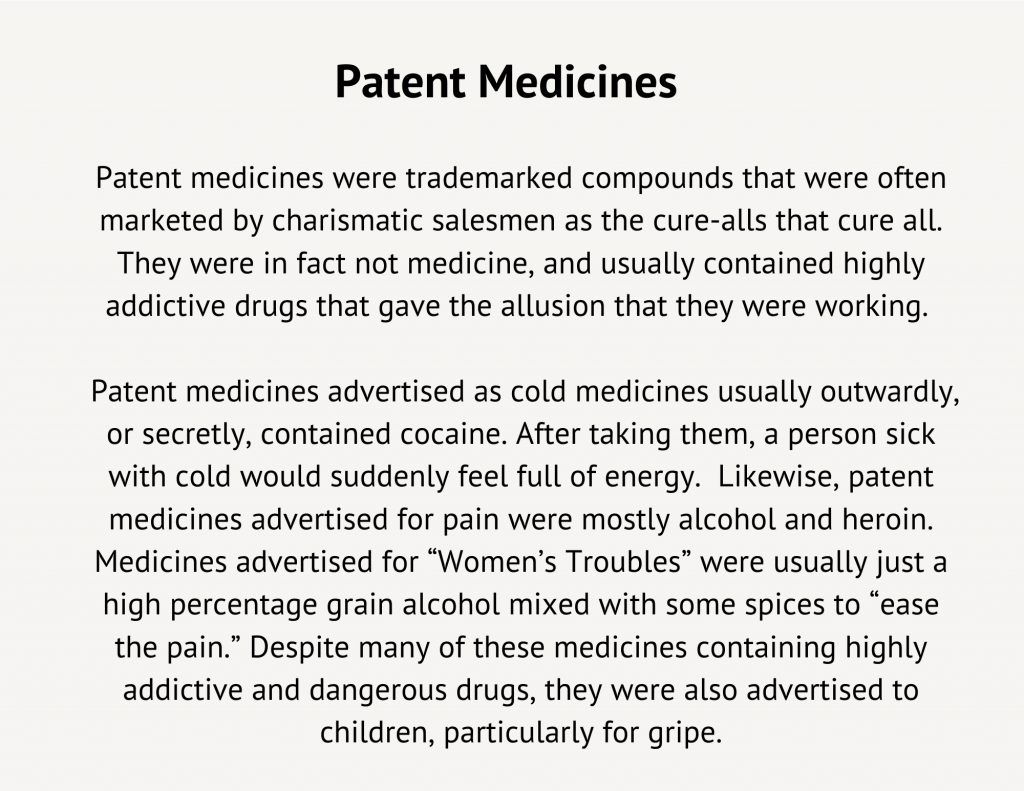 Patent Medicines
Patent medicines were trademarked compounds that were often
marketed by charismatic salesmen as the cure-alls that cure all.
They were in fact not medicine, and usually contained highly
addictive drugs that gave the allusion that they were working.
Patent medicines advertised as cold medicines usually outwardly,
or secretly, contained cocaine. After taking them, a person sick
with cold would suddenly feel full of energy.  Likewise, patent
medicines advertised for pain were mostly alcohol and heroin.
Medicines advertised for “Women’s Troubles” were usually just a
high percentage grain alcohol mixed with some spices to “ease
the pain.” Despite many of these medicines containing highly
addictive and dangerous drugs, they were also advertised to
children, particularly for gripe.